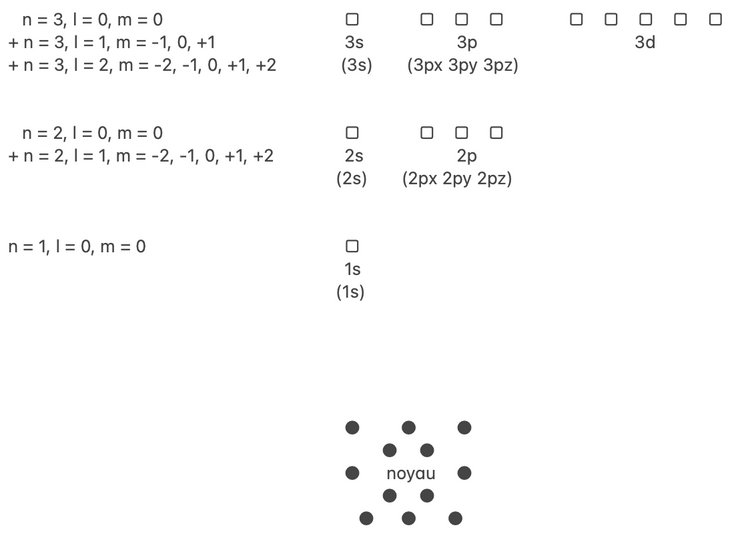 n = 3, l = 0, m = 0
+ n = 3, l = 1, m = -1, 0, +1
+ n = 3, l = 2, m = -2, -1, 0, +1, +2
3s 3p 3d
(3s) (3px 3py 3pz)
n = 2, l = 0, m = 0
+ n = 2, l = 1, m = -2, -1, 0, +1, +2
2s 2p
(2s) (2px 2py 2pz)
n = 1, l = 0, m = 0
1s
(1s)
noyau